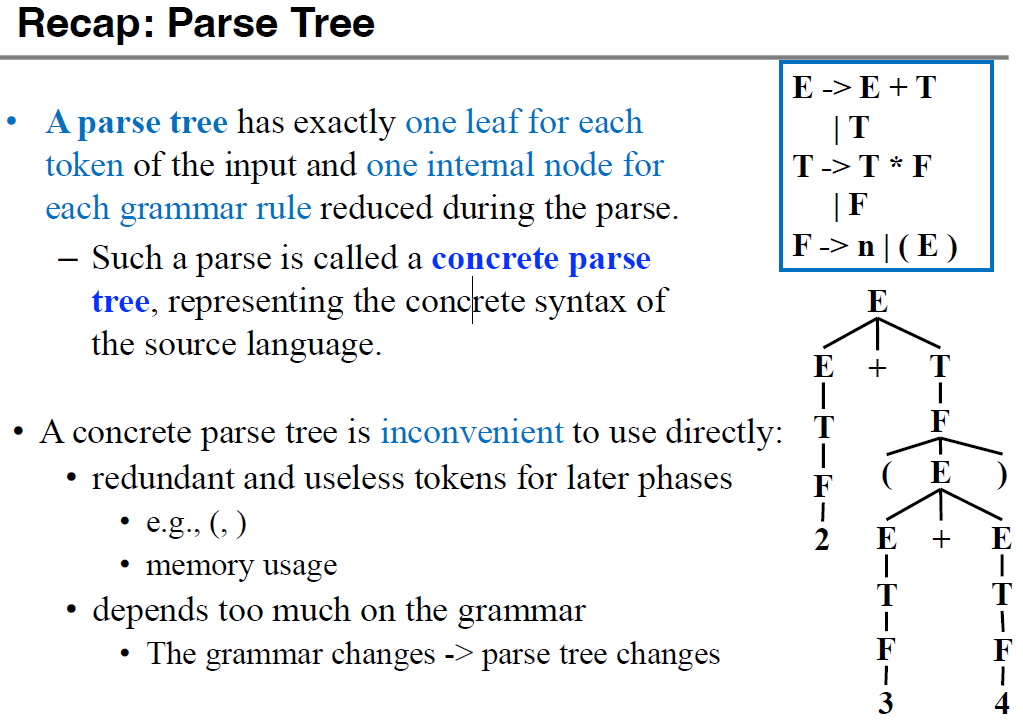 Recap: Parse Tree
• A parse tree has exactly one leaf for each
token of the input and one internal node for
each grammar rule reduced during the parse.
– Such a parse is called a concrete parse
tree, representing the concrete syntax of
the source language.
• A concrete parse tree is inconvenient to use directly:
• redundant and useless tokens for later phases
• e.g., (, )
• memory usage
• depends too much on the grammar
• The grammar changes -> parse tree changes
E -> E + T
| T
T -> T * F
| F
F -> n | ( E )
E
E + T
T F
F ( E )
2 E + E
T T
F F
3 4